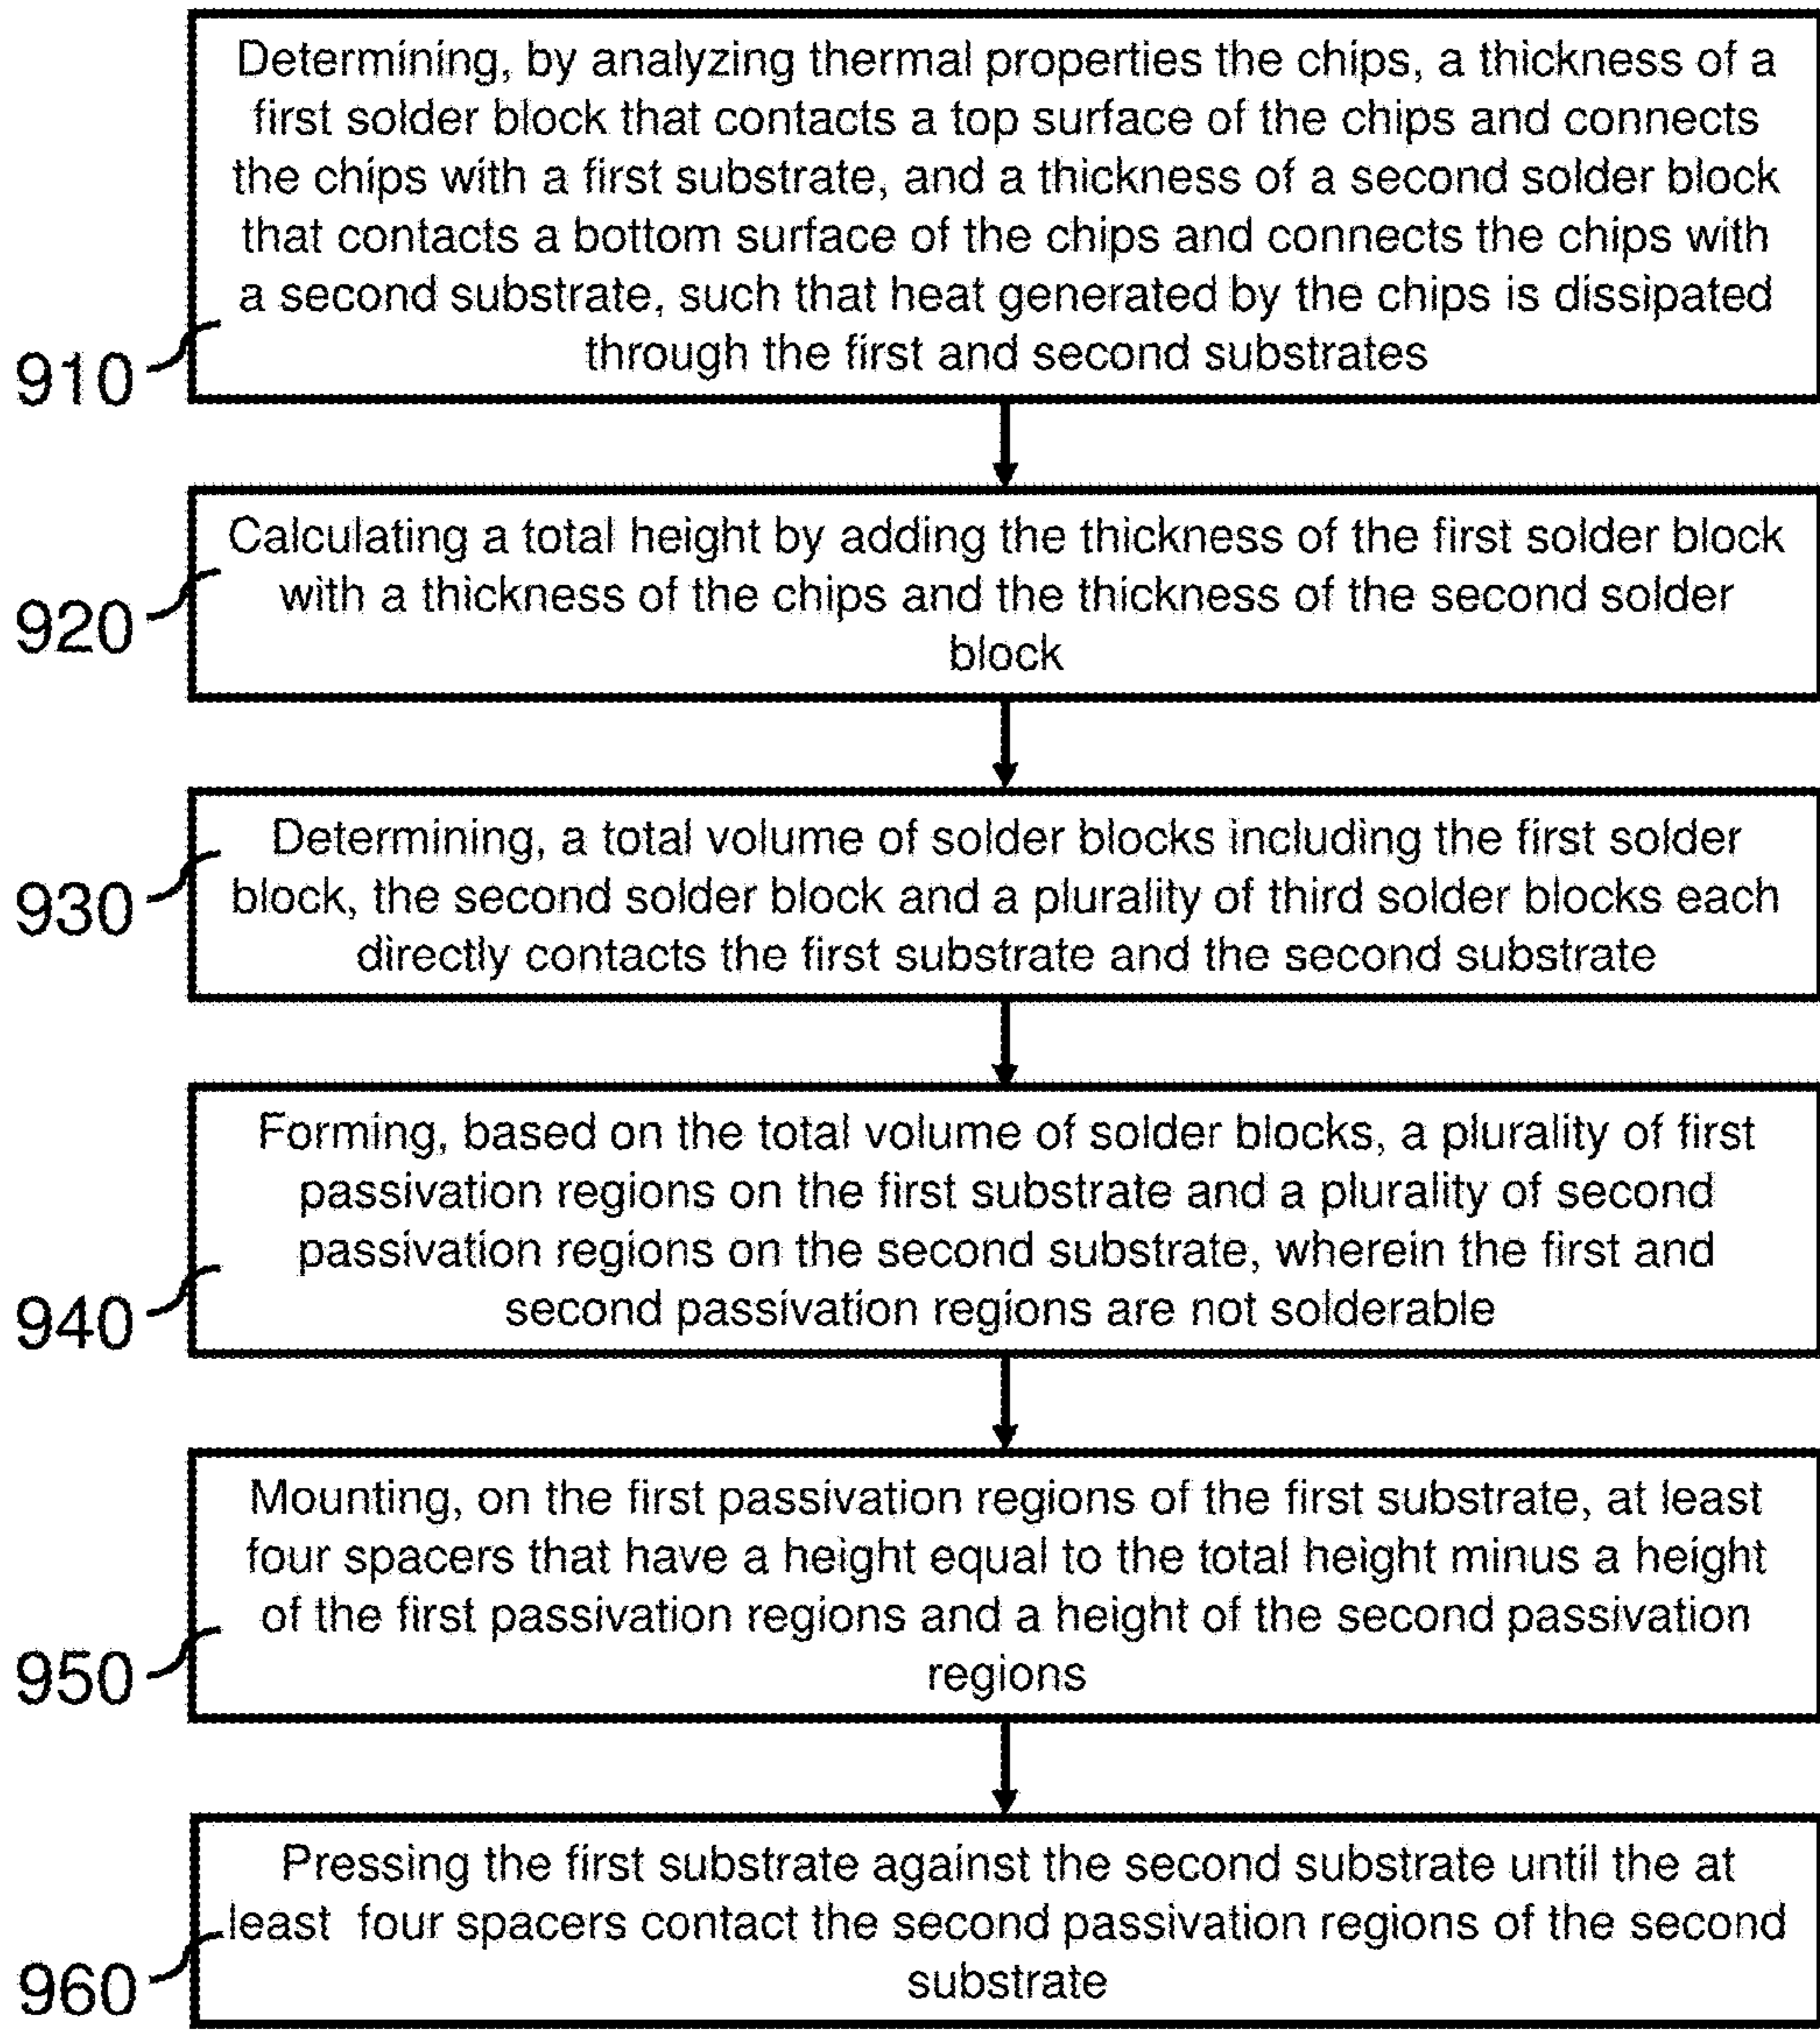 Determining, by analyzing thermal properties the chips, a thickness of a
first solder block that contacts a top surface of the chips and connects
the chips with a first substrate, and a thickness of a second solder block
that contacts a bottom surface of the chips and connects the chips with
a second substrate, such that heat generated by the chips is dissipated
through the first and second substrates
910
Calculating a total height by adding the thickness of the first solder block
with a thickness of the chips and the thickness of the second solder
block
920
Determining, a total volume of solder blocks including the first solder
block, the second solder block and a plurality of third solder blocks each
directly contacts the first substrate and the second substrate
930
Forming, based on the total volume of solder blocks, a plurality of first
passivation regions on the first substrate and a plurality of second
passivation regions on the second substrate, wherein the first and
second passivation regions are not solderable
940
Mounting, on the first passivation regions of the first substrate, at least
four spacers that have a height equal to the total height minus a height
of the first passivation regions and a height of the second passivation
regions
950
Pressing the first substrate against the second substrate until the at
least four spacers contact the second passivation regions of the second
substrate
960